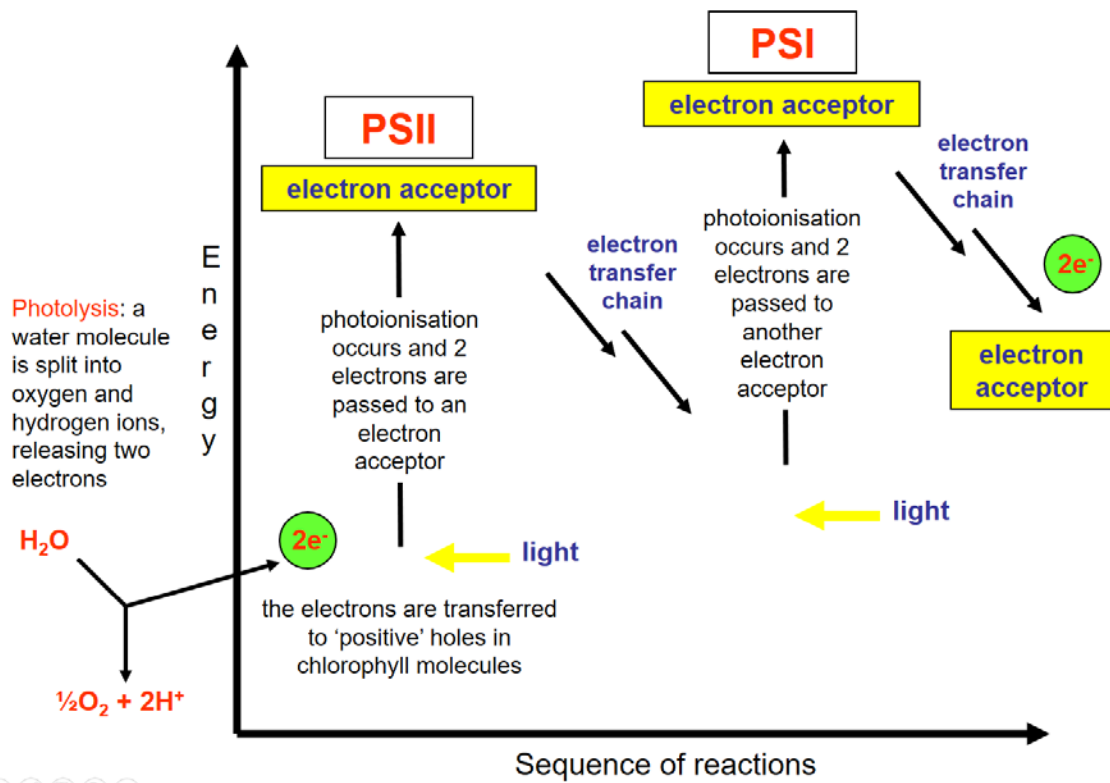 PSI
electron acceptor
PSII
electron acceptor
electron
transfer
chain
photoionisation
occurs and 2
electrons are
passed to
another
electron
acceptor
2e⁻
electron
transfer
chain
electron
acceptor
Energy
Photolysis: a
water molecule
is split into
oxygen and
hydrogen ions,
releasing two
electrons
photoionisation
occurs and 2
electrons are
passed to an
electron
acceptor
light
H₂O
2e⁻
light
the electrons are transferred
to ‘positive’ holes in
chlorophyll molecules
½O₂ + 2H⁺
Sequence of reactions